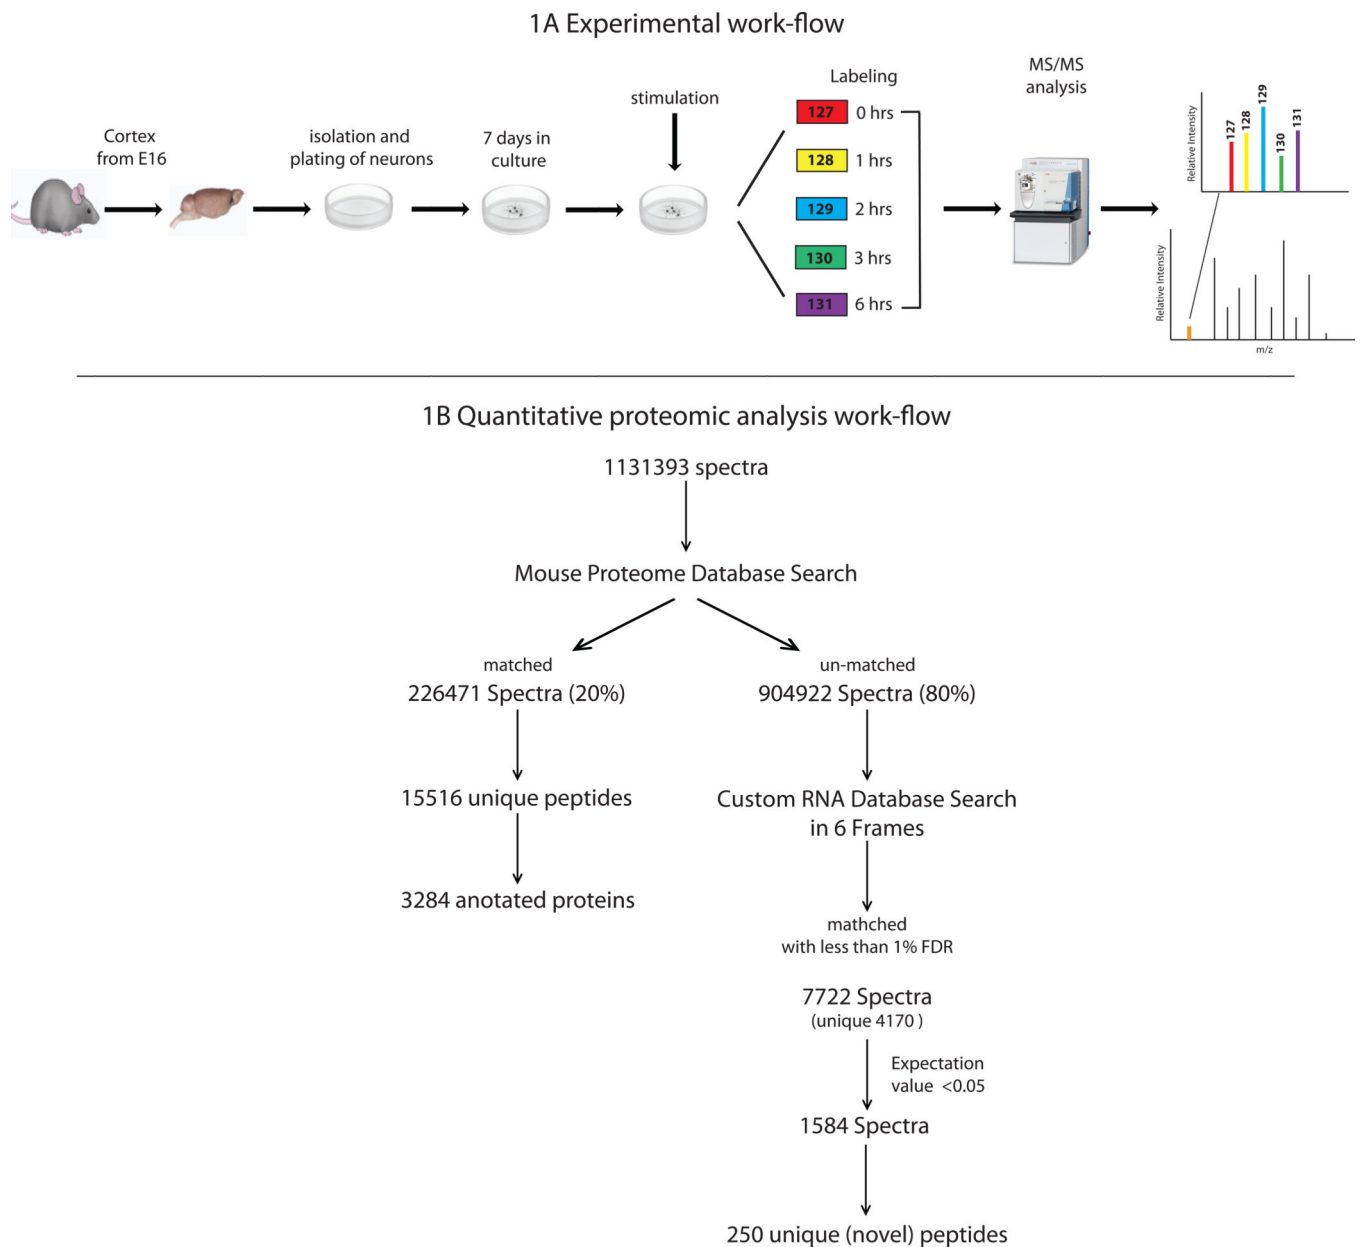 1A Experimental work-flow
Cortex
from E16
isolation and
plating of neurons
7 days in
culture
stimulation
Labeling
127 0 hrs
128 1 hrs
129 2 hrs
130 3 hrs
131 6 hrs
MS/MS
analysis
Relative Intensity
127
128
129
130
131
Relative Intensity
m/z
1B Quantitative proteomic analysis work-flow
1131393 spectra
Mouse Proteome Database Search
matched
226471 Spectra (20%)
15516 unique peptides
3284 anotated proteins
un-matched
904922 Spectra (80%)
Custom RNA Database Search
in 6 Frames
mathched
with less than 1% FDR
7722 Spectra
(unique 4170 )
Expectation
value <0.05
1584 Spectra
250 unique (novel) peptides